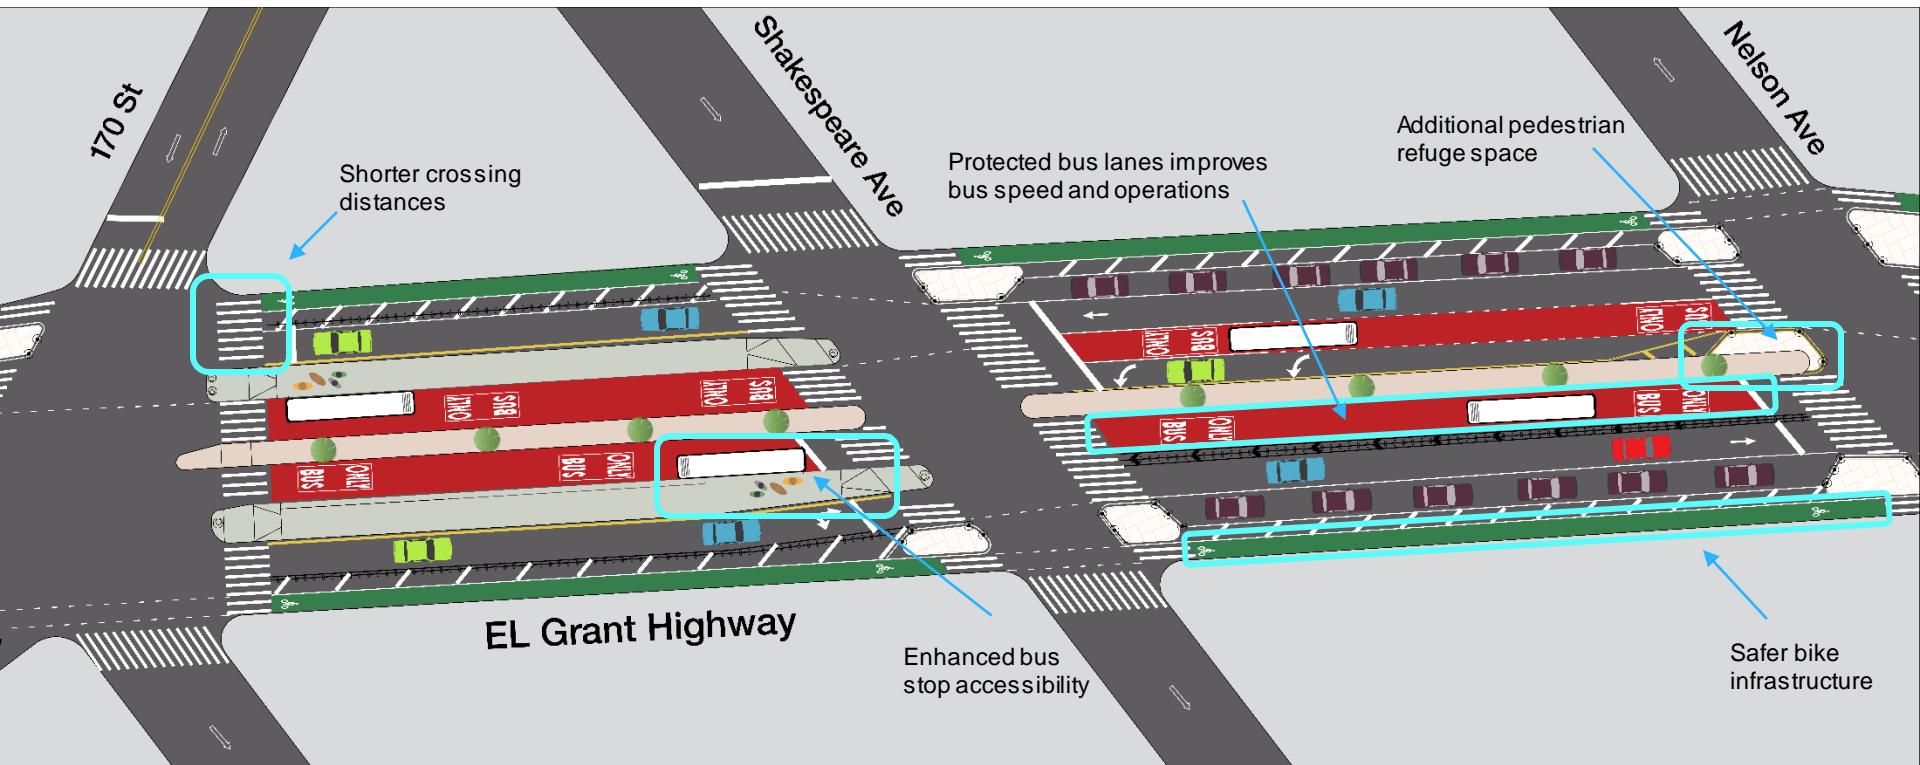 170 St
Shakespeare Ave
Nelson Ave
Shorter crossing
distances
Protected bus lanes improves
bus speed and operations
Additional pedestrian
refuge space
BUS
ONLY
BUS
ONLY
BUS
ONLY
BUS
ONLY
BUS
ONLY
BUS
ONLY
BUS
ONLY
BUS
ONLY
EL Grant Highway
Enhanced bus
stop accessibility
Safer bike
infrastructure